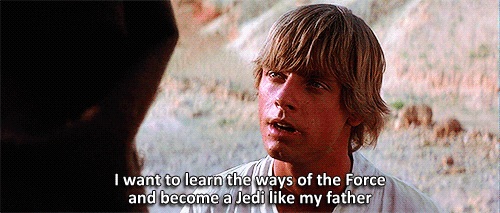 I want to learn the ways of the Force
and become a Jedi like my father